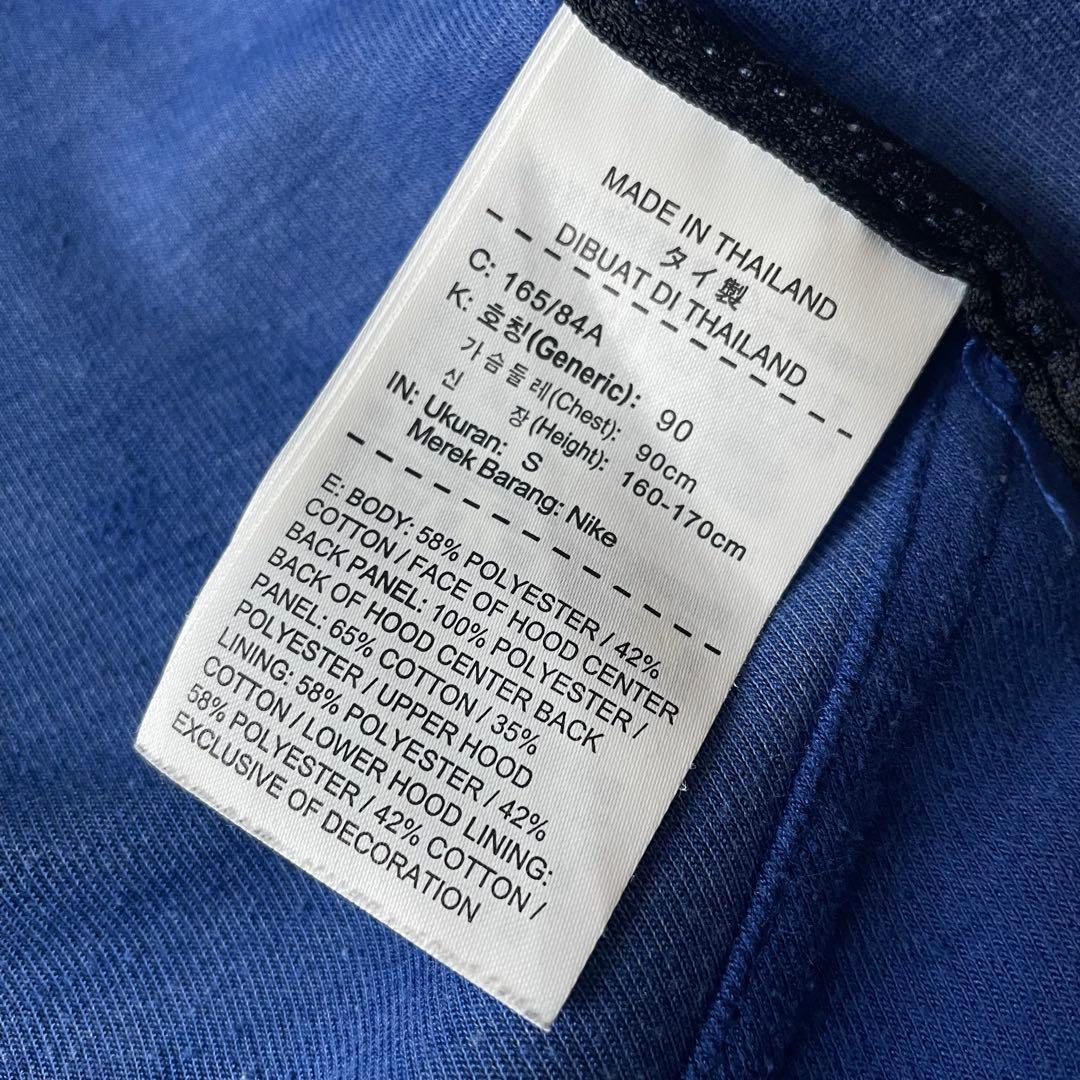 MADE IN THAILAND
タイ製
DIBUAT DI THAILAND
C: 165/84A
K: 호칭(Generic): 90
가슴둘레(Chest): 90cm
신 장(Height): 160-170cm
IN: Ukuran: S
Merek Barang: Nike
E: BODY: 58% POLYESTER / 42%
COTTON / FACE OF HOOD CENTER
BACK PANEL: 100% POLYESTER /
BACK OF HOOD CENTER BACK
PANEL: 65% COTTON / 35%
POLYESTER / UPPER HOOD
LINING: 58% POLYESTER / 42%
COTTON / LOWER HOOD LINING:
58% POLYESTER / 42% COTTON /
EXCLUSIVE OF DECORATION